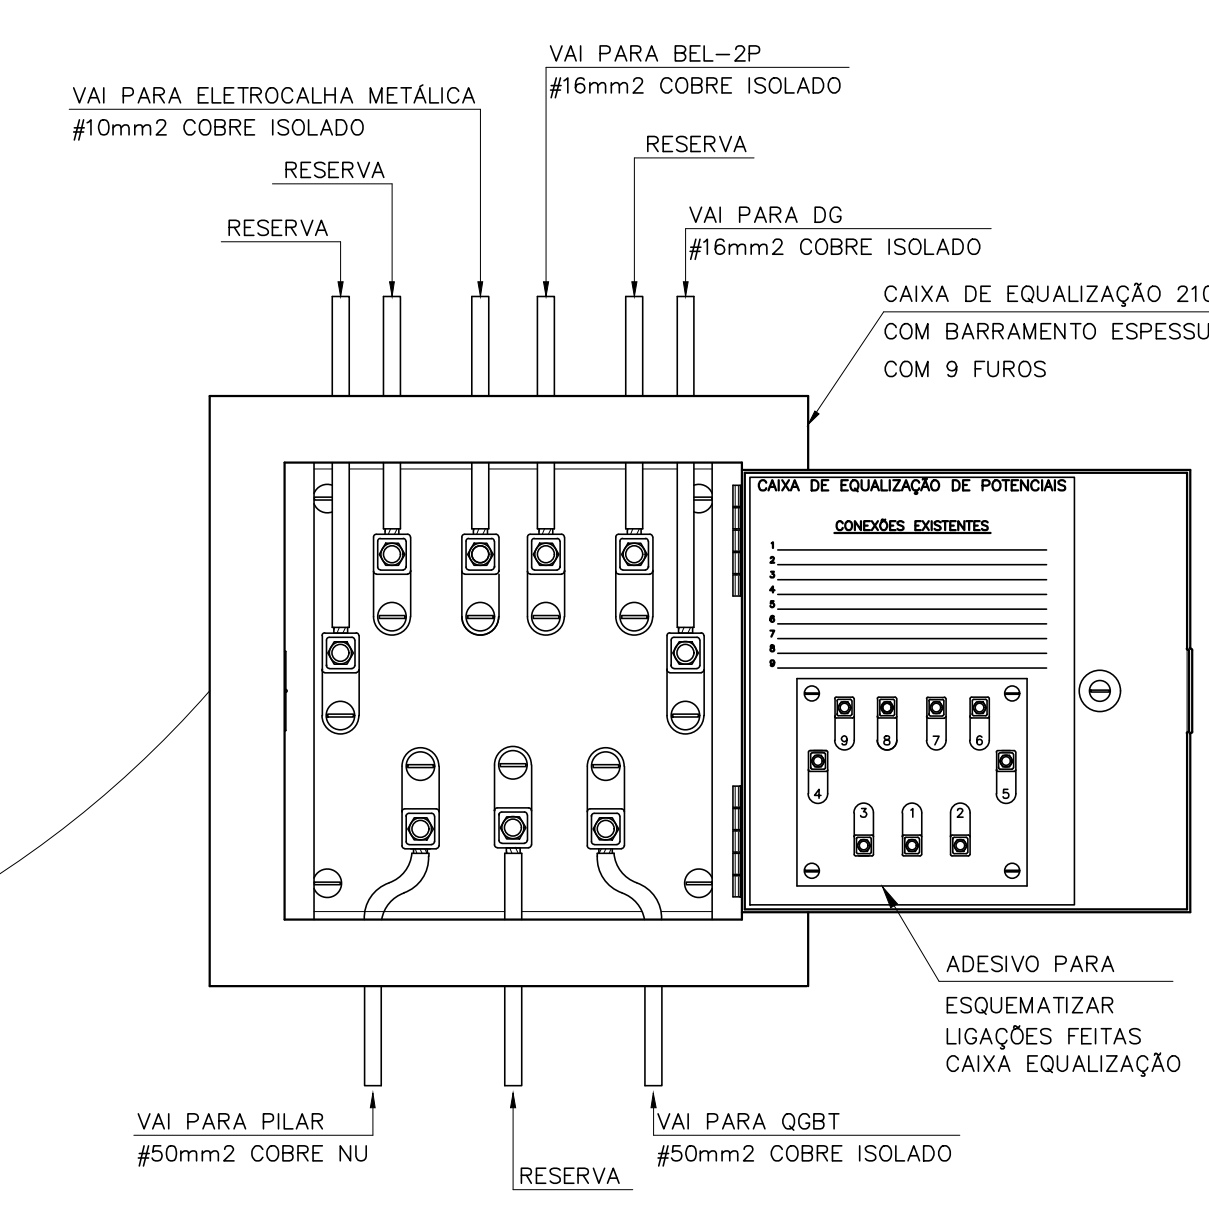 VAI PARA BEL-2P
#16mm2 COBRE ISOLADO
VAI PARA ELETROCALHA METÁLICA
#10mm2 COBRE ISOLADO
RESERVA
RESERVA
RESERVA
VAI PARA DG
#16mm2 COBRE ISOLADO
CAIXA DE EQUALIZAÇÃO 210
COM BARRAMENTO ESPESSU
COM 9 FUROS
CAIXA DE EQUALIZAÇÃO DE POTENCIAIS
CONEXÕES EXISTENTES
1
2
3
4
5
6
7
8
9
9 8 7 6
4 5
3 1 2
ADESIVO PARA
ESQUEMATIZAR
LIGAÇÕES FEITAS
CAIXA EQUALIZAÇÃO
VAI PARA PILAR
#50mm2 COBRE NU
RESERVA
VAI PARA QGBT
#50mm2 COBRE ISOLADO